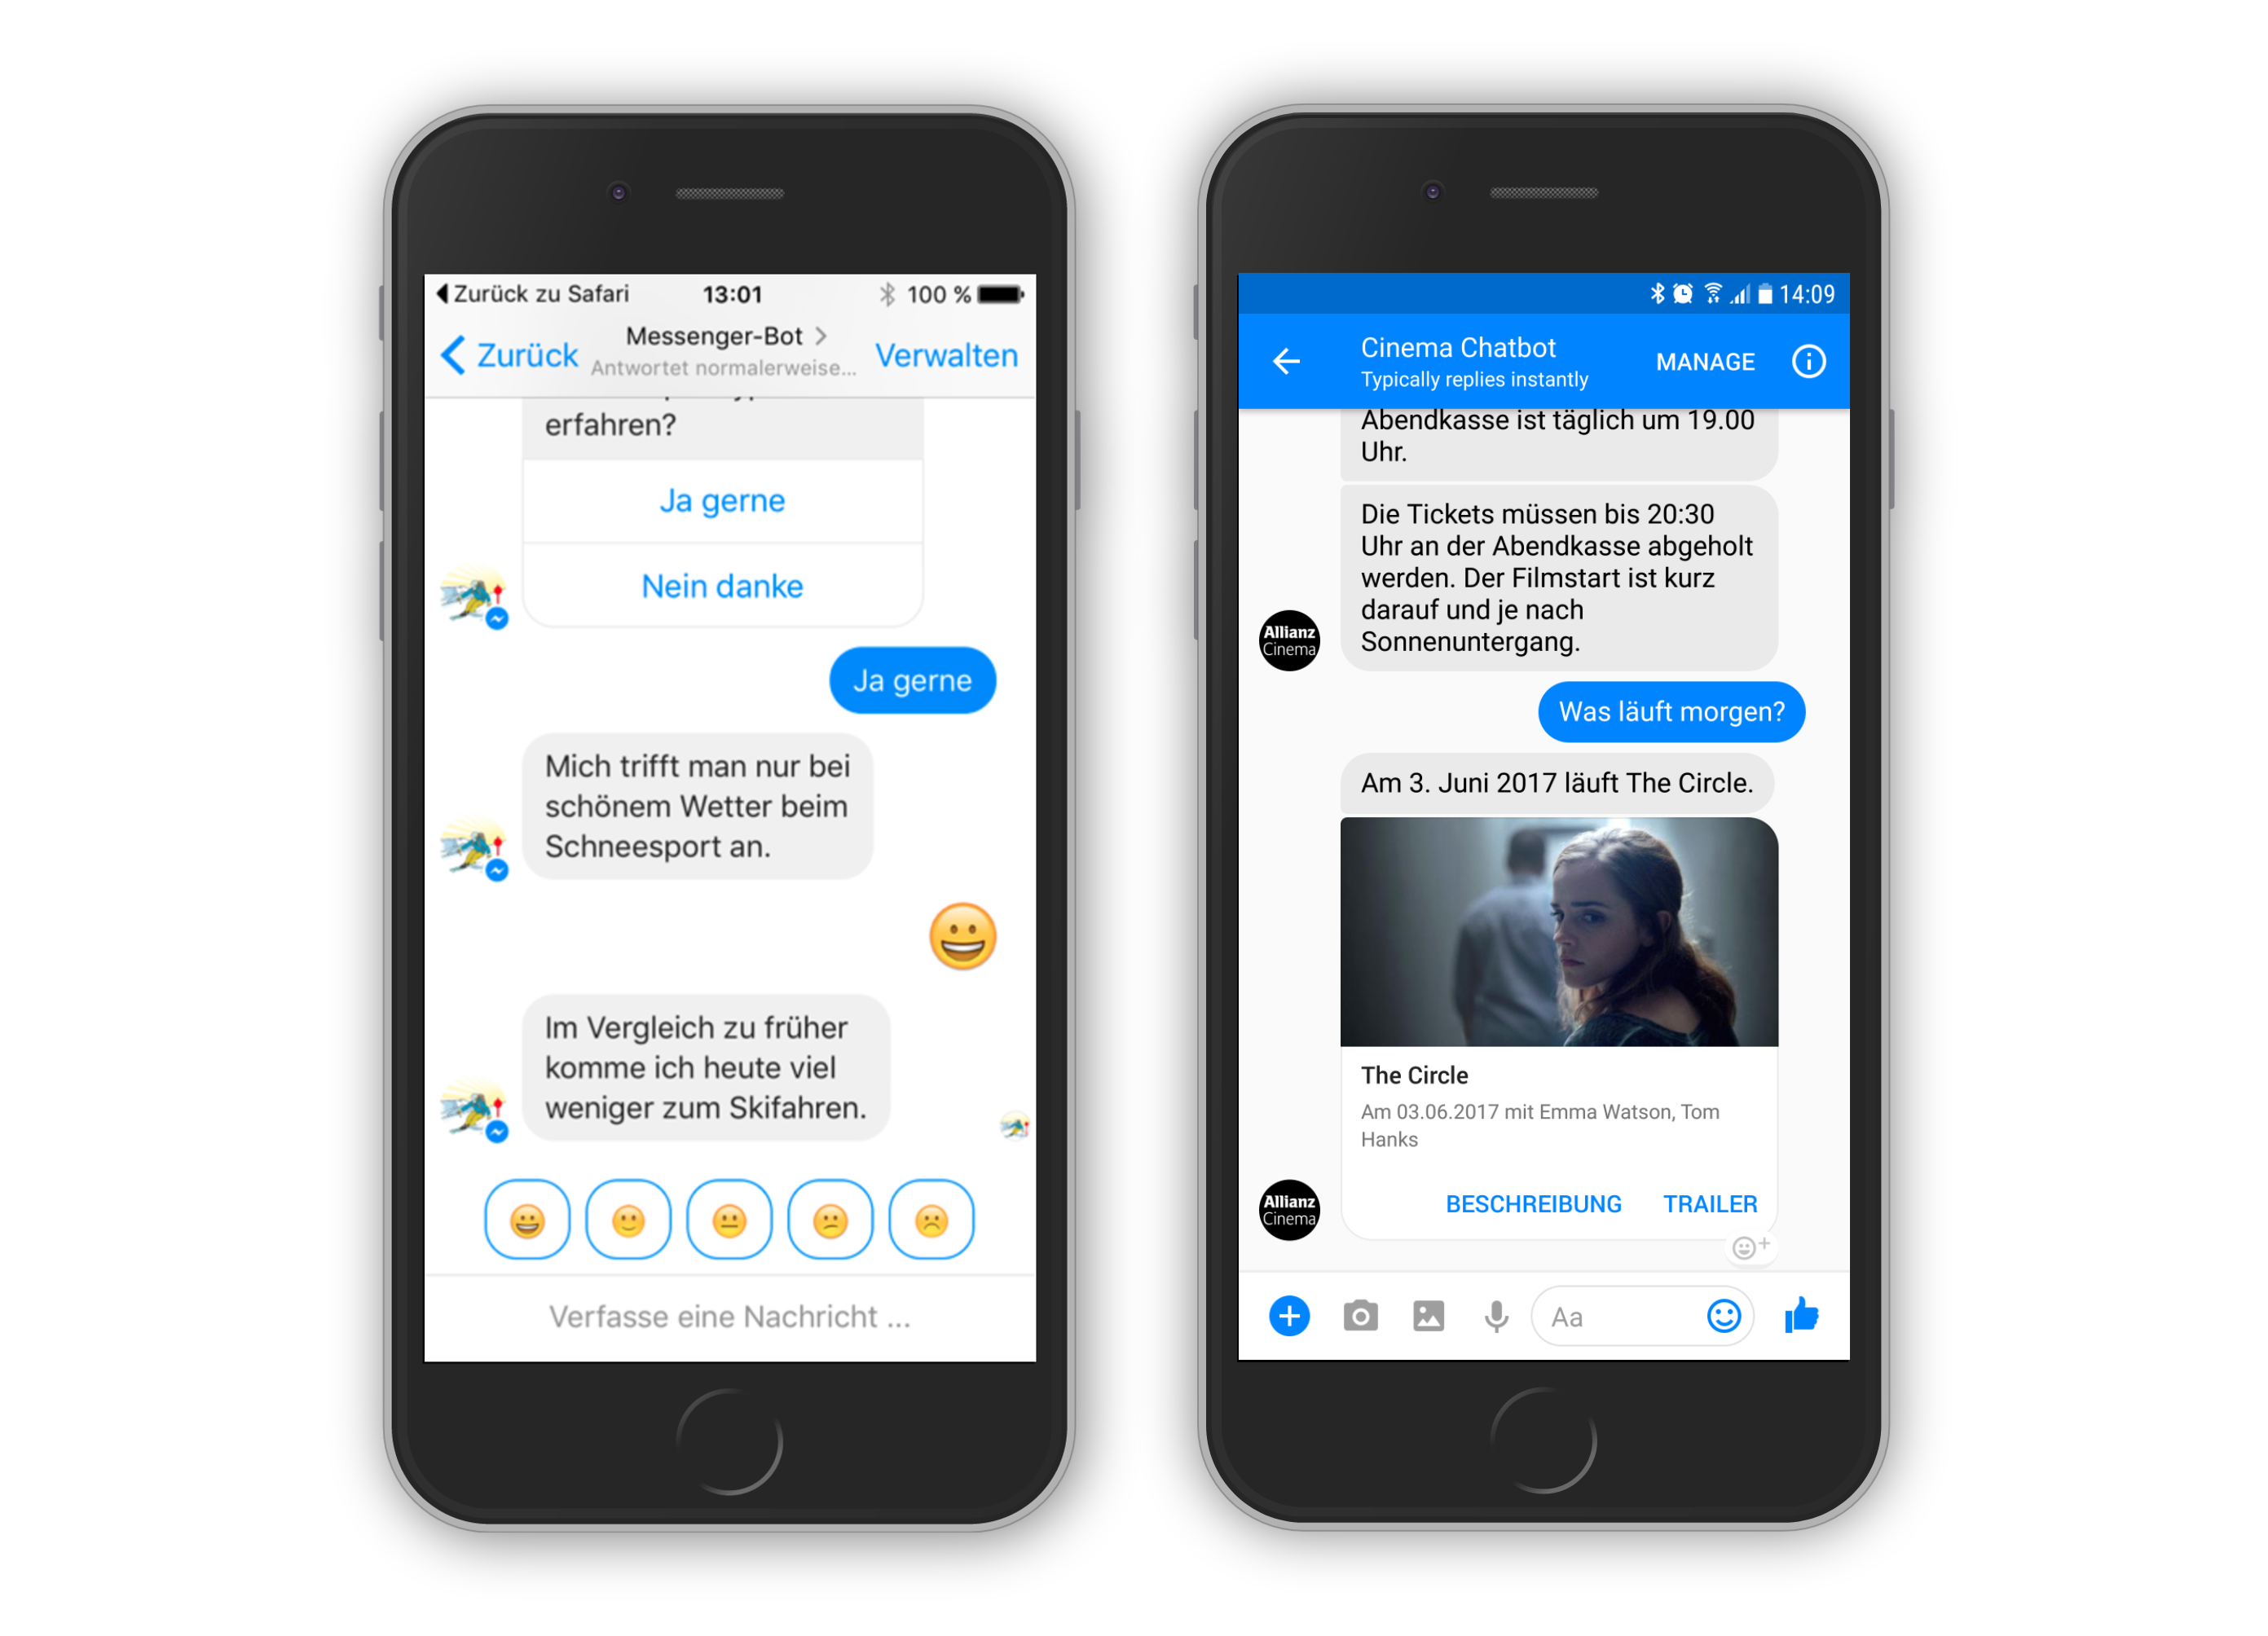 Zurück zu Safari 13:01 100 %
Zurück Messenger-Bot Verwalten
Antwortet normalerweise...
erfahren?
Ja gerne
Nein danke
Ja gerne
Mich trifft man nur bei
schönem Wetter beim
Schneesport an.
Im Vergleich zu früher
komme ich heute viel
weniger zum Skifahren.
Verfasse eine Nachricht ...
14:09
Cinema Chatbot
Typically replies instantly
MANAGE
Abendkasse ist täglich um 19.00
Uhr.
Die Tickets müssen bis 20:30
Uhr an der Abendkasse abgeholt
werden. Der Filmstart ist kurz
darauf und je nach
Sonnenuntergang.
Allianz
Cinema
Was läuft morgen?
Am 3. Juni 2017 läuft The Circle.
The Circle
Am 03.06.2017 mit Emma Watson, Tom
Hanks
BESCHREIBUNG TRAILER
Allianz
Cinema
Aa